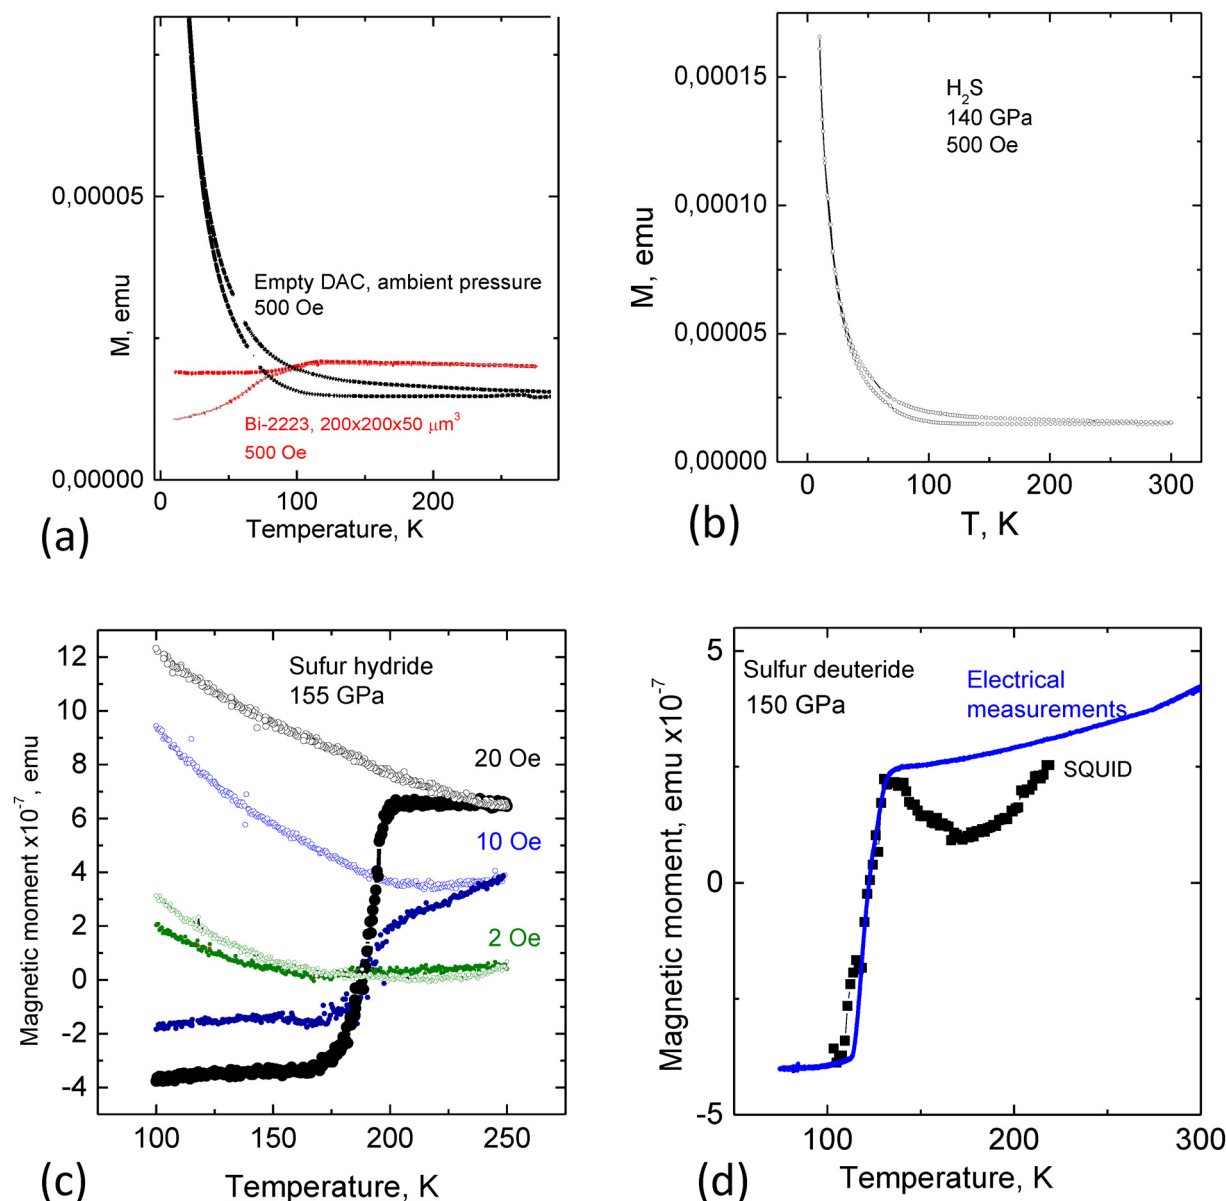 M, emu
0,00005
0,00000
Empty DAC, ambient pressure
500 Oe
Bi-2223, 200x200x50 μm³
500 Oe
0 100 200
Temperature, K
(a)
M, emu
0,00015
0,00010
0,00005
0,00000
H₂S
140 GPa
500 Oe
0 100 200 300
T, K
(b)
Magnetic moment x10⁻⁷, emu
12
10
8
6
4
2
0
-2
-4
Sufur hydride
155 GPa
20 Oe
10 Oe
2 Oe
100 150 200 250
Temperature, K
(c)
Magnetic moment, emu x10⁻⁷
5
0
-5
Sulfur deuteride
150 GPa
Electrical
measurements
SQUID
100 200 300
Temperature, K
(d)